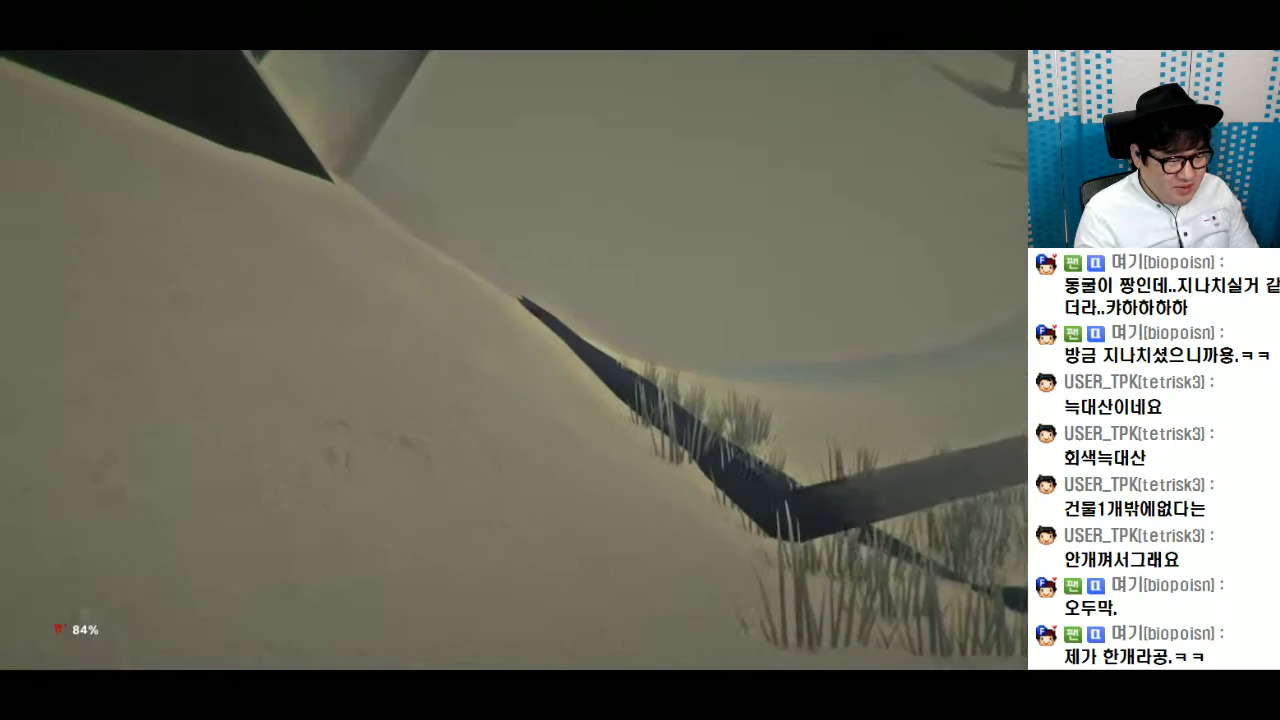 며기[biopoisn] :
동굴이 짱인데..지나치실거 같
더라..캬하하하하
며기[biopoisn] :
방금 지나치셨으니까용.ㅋㅋ
USER_TPK[tetrisk3] :
늑대산이네요
USER_TPK[tetrisk3] :
회색늑대산
USER_TPK[tetrisk3] :
건물1개밖에없다는
USER_TPK[tetrisk3] :
안개껴서그래요
며기[biopoisn] :
오두막.
며기[biopoisn] :
제가 한개라공.ㅋㅋ
84%